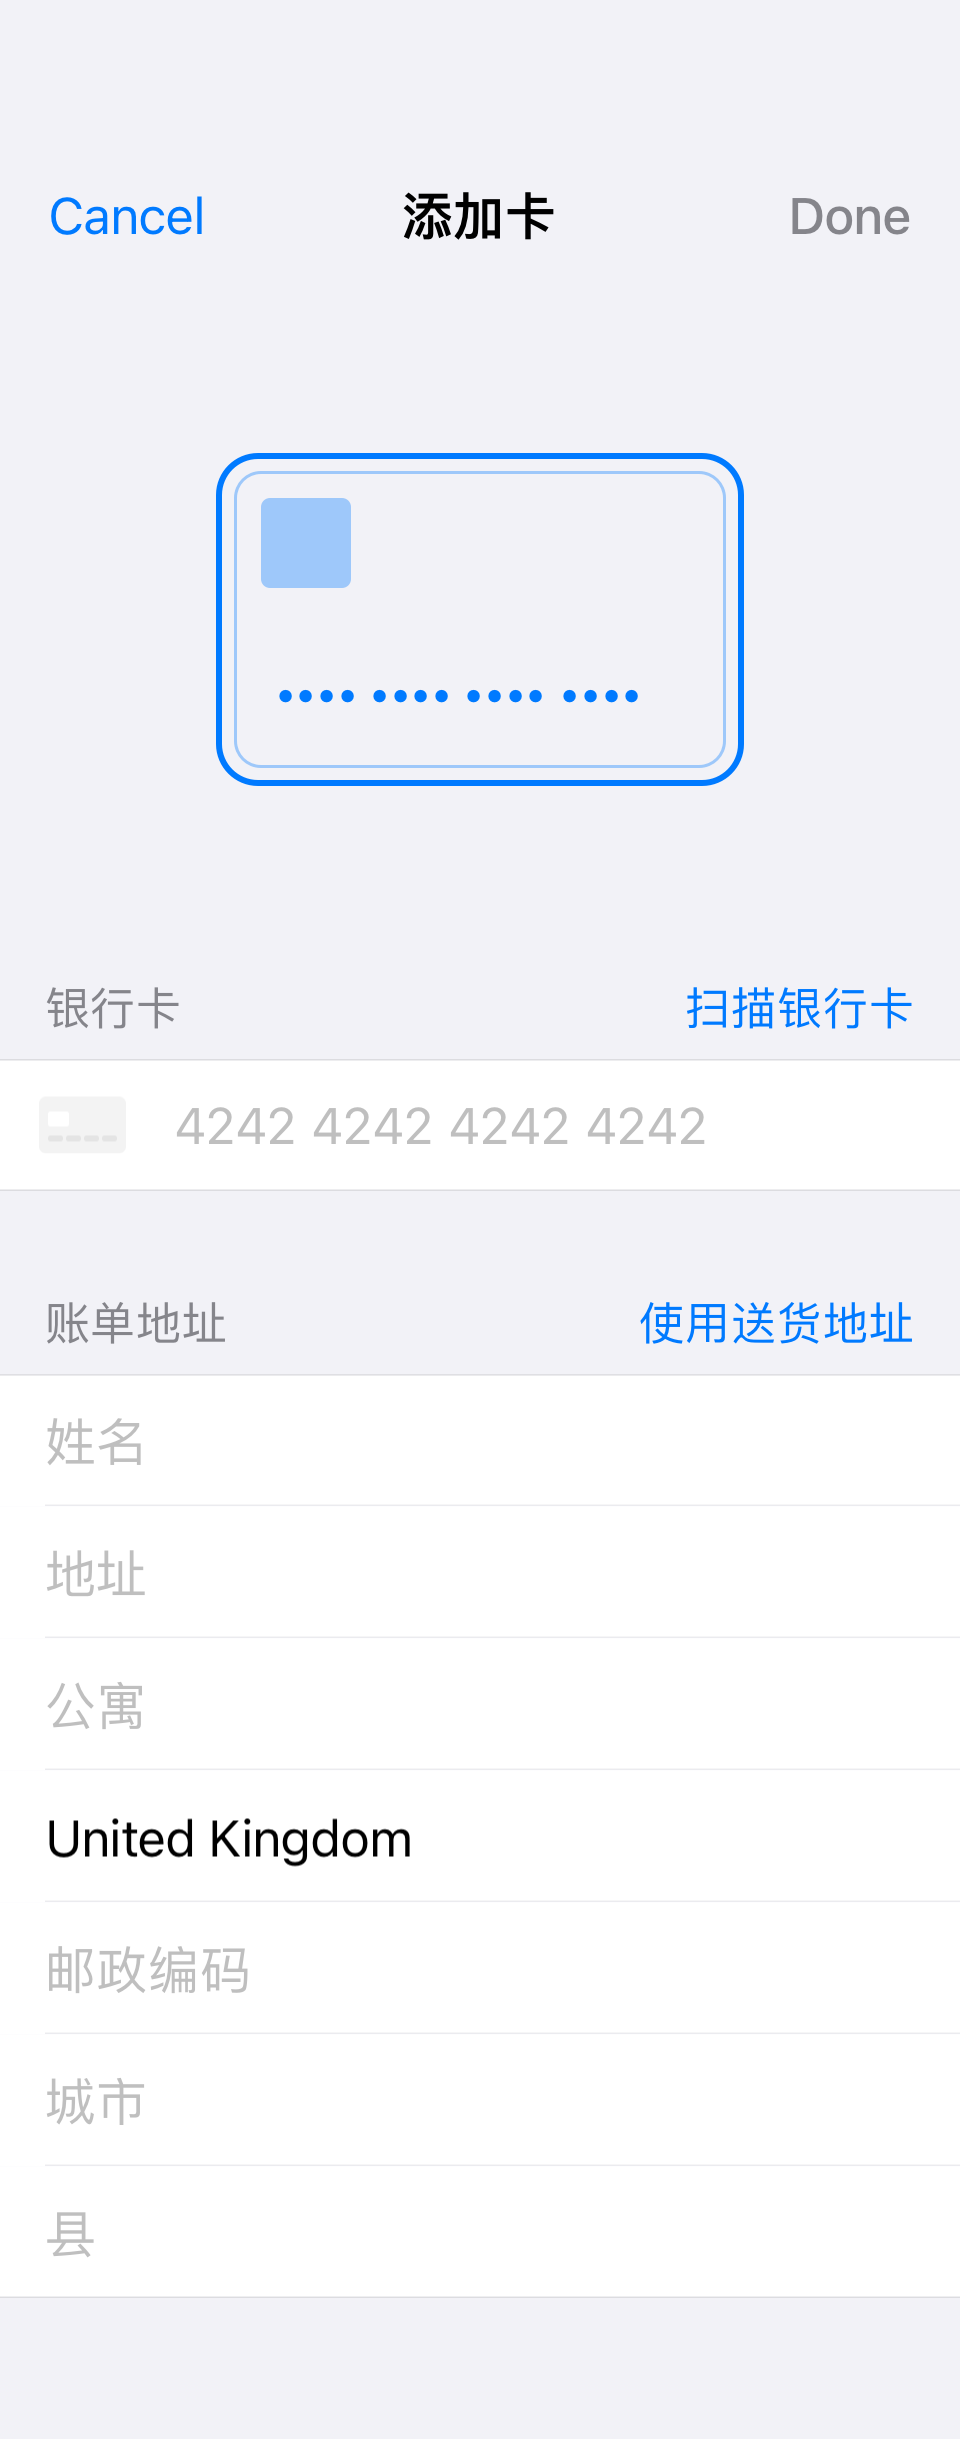 Cancel 添加卡 Done
•••• •••• •••• ••••
银行卡 扫描银行卡
4242 4242 4242 4242
账单地址 使用送货地址
姓名
地址
公寓
United Kingdom
邮政编码
城市
县